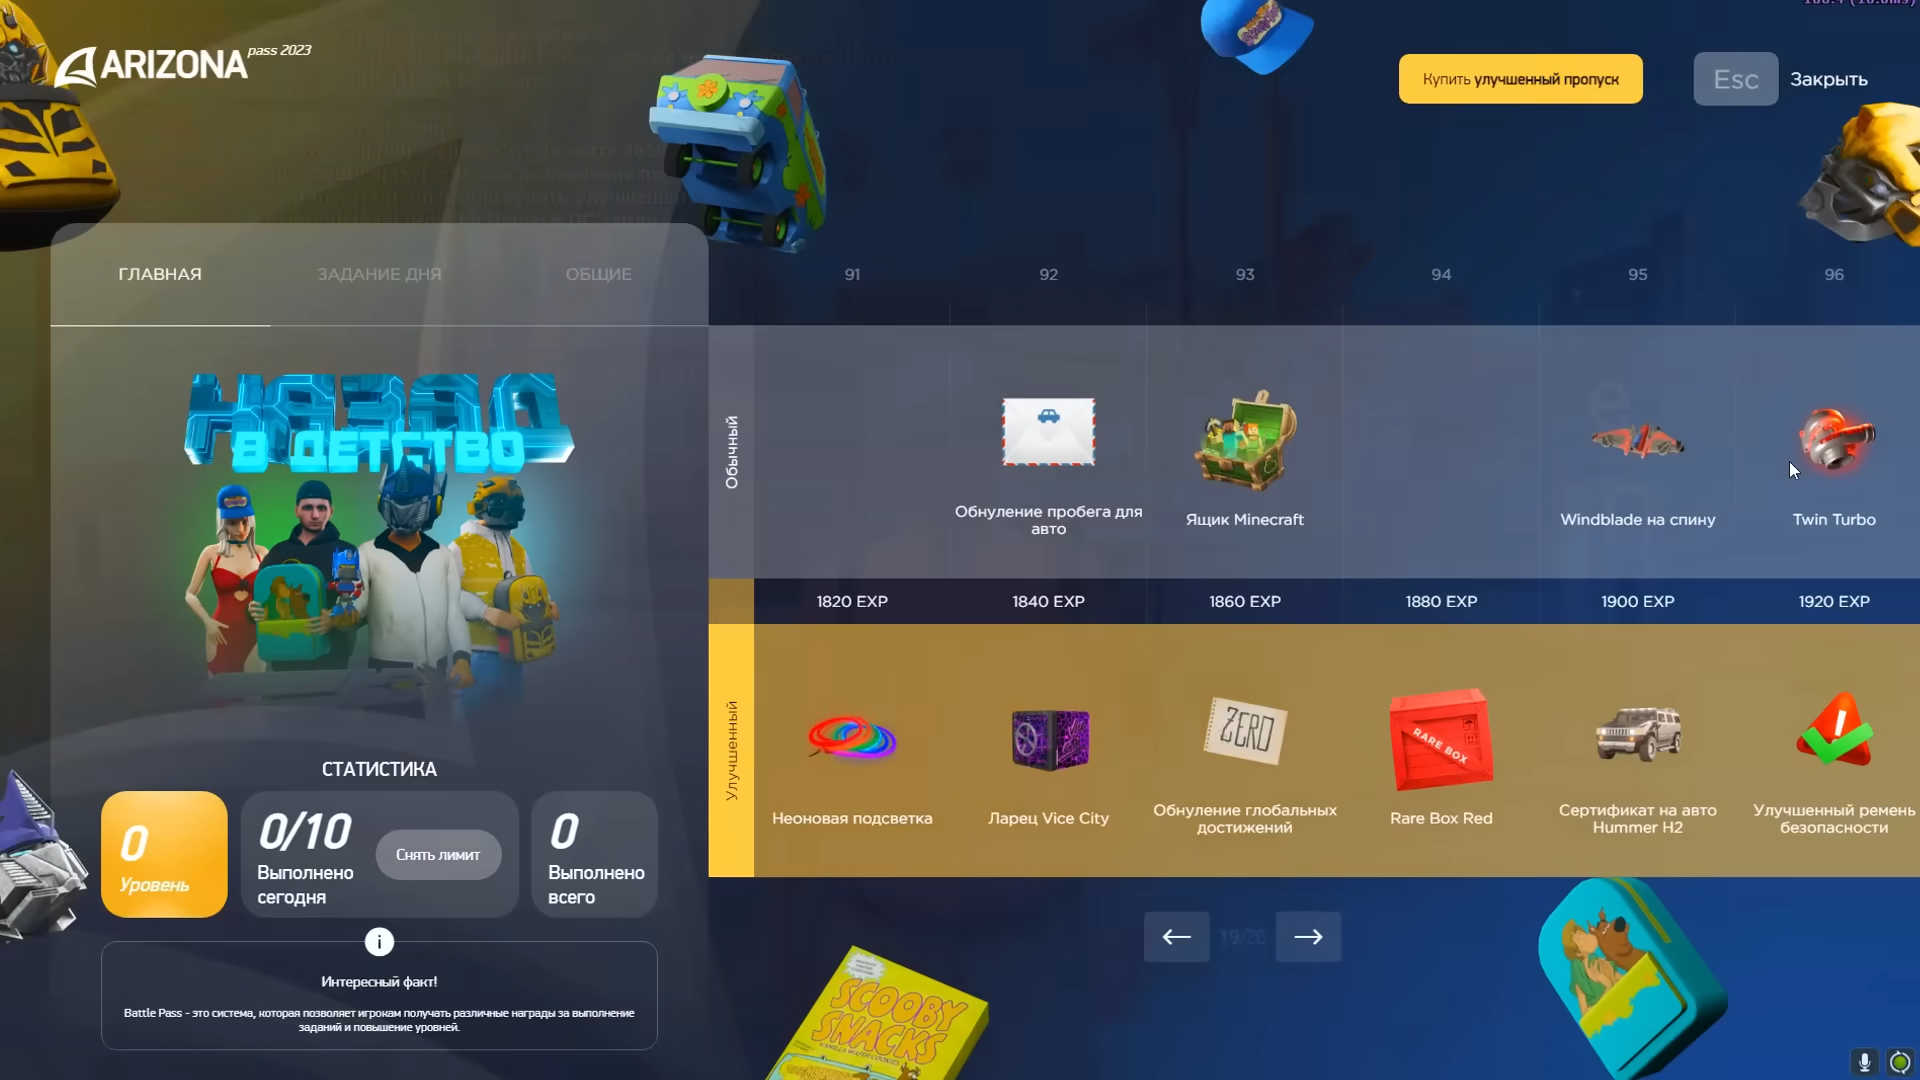 ARIZONA pass 2023
Купить улучшенный пропуск
Esc Закрыть
ГЛАВНАЯ ЗАДАНИЕ ДНЯ ОБЩИЕ
91 92 93 94 95 96
НАЗАД
В ДЕТСТВО
Обычный
Обнуление пробега для
авто
Ящик Minecraft
Windblade на спину
Twin Turbo
1820 EXP 1840 EXP 1860 EXP 1880 EXP 1900 EXP 1920 EXP
Улучшенный
ZERO
RARE BOX
Неоновая подсветка
Ларец Vice City
Обнуление глобальных
достижений
Rare Box Red
Сертификат на авто
Hummer H2
Улучшенный ремень
безопасности
СТАТИСТИКА
0
Уровень
0/10
Выполнено
сегодня
Снять лимит
0
Выполнено
всего
19/20
i
Интересный факт!
Battle Pass - это система, которая позволяет игрокам получать различные награды за выполнение
заданий и повышение уровней.
SCOOBY
SNACKS